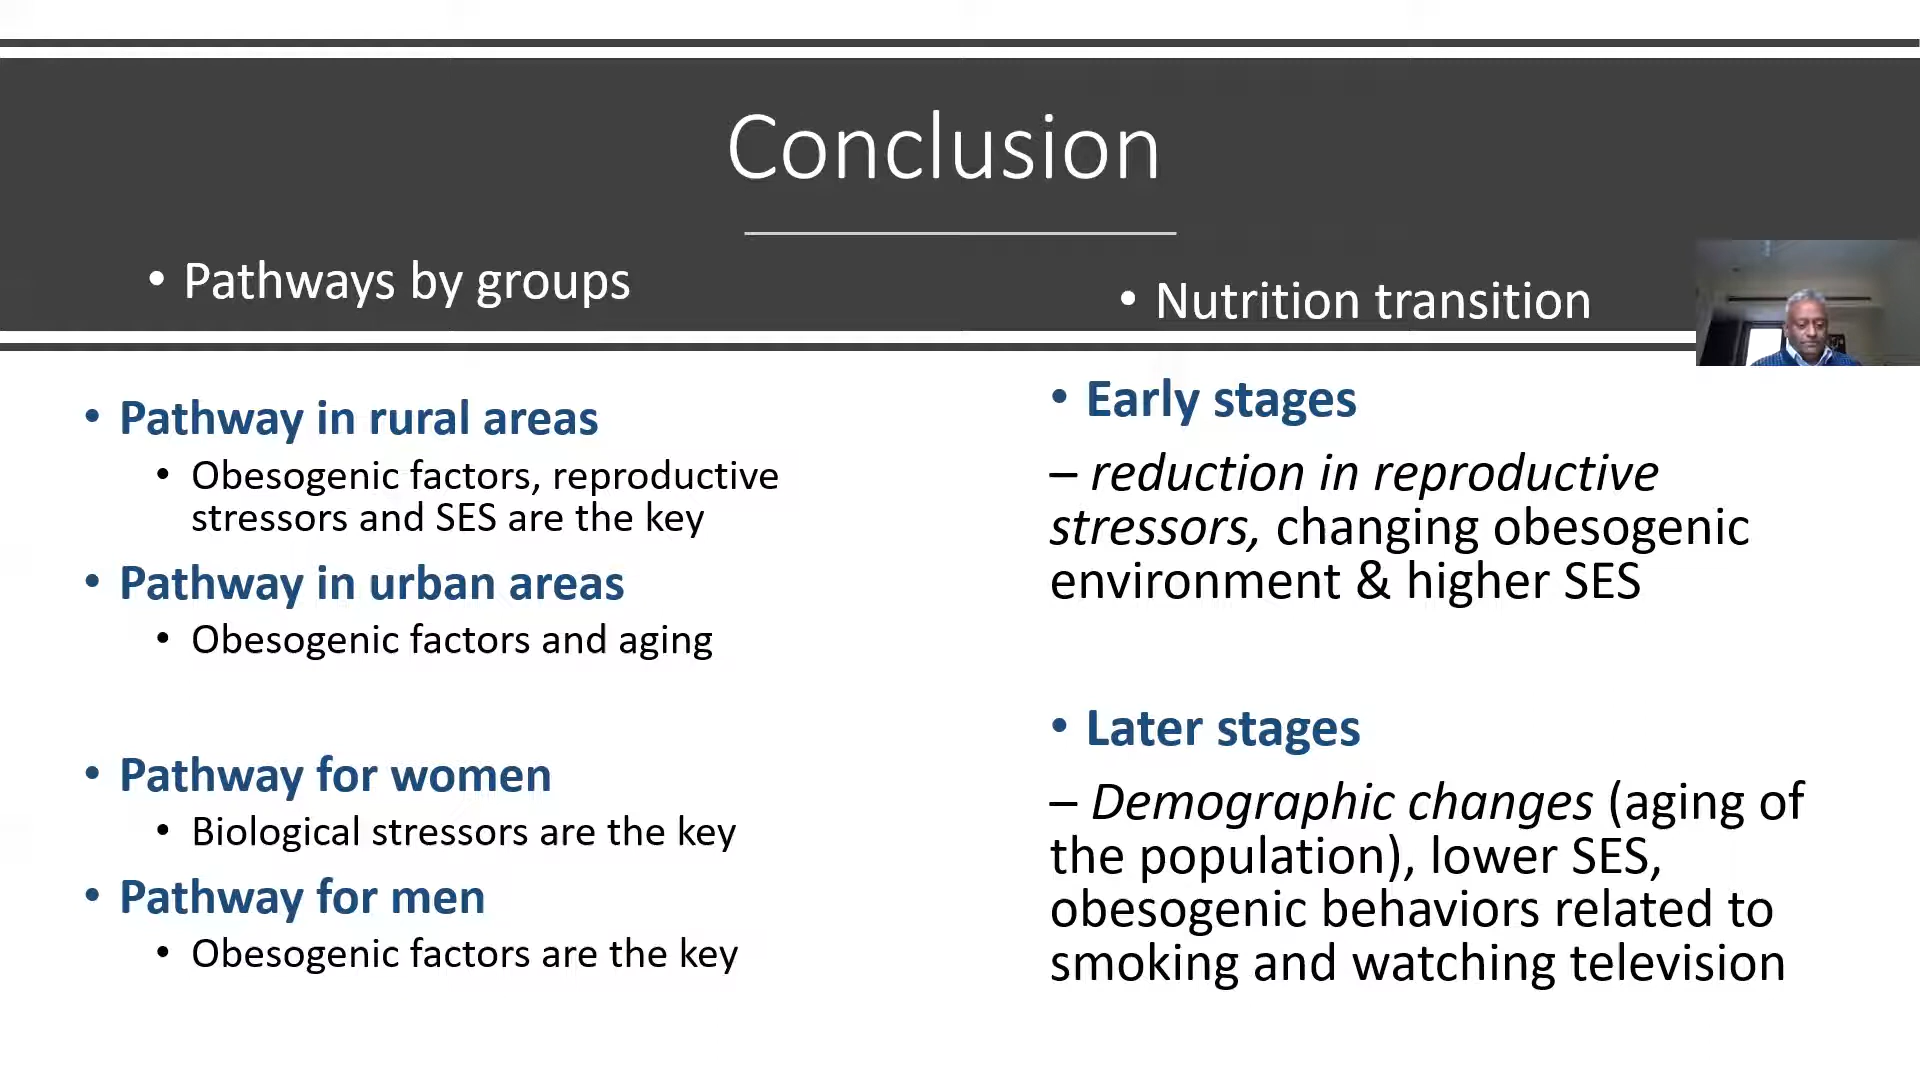 Conclusion
• Pathways by groups
• Nutrition transition
• Pathway in rural areas
• Obesogenic factors, reproductive
stressors and SES are the key
• Pathway in urban areas
• Obesogenic factors and aging
• Pathway for women
• Biological stressors are the key
• Pathway for men
• Obesogenic factors are the key
• Early stages
– reduction in reproductive
stressors, changing obesogenic
environment & higher SES
• Later stages
– Demographic changes (aging of
the population), lower SES,
obesogenic behaviors related to
smoking and watching television